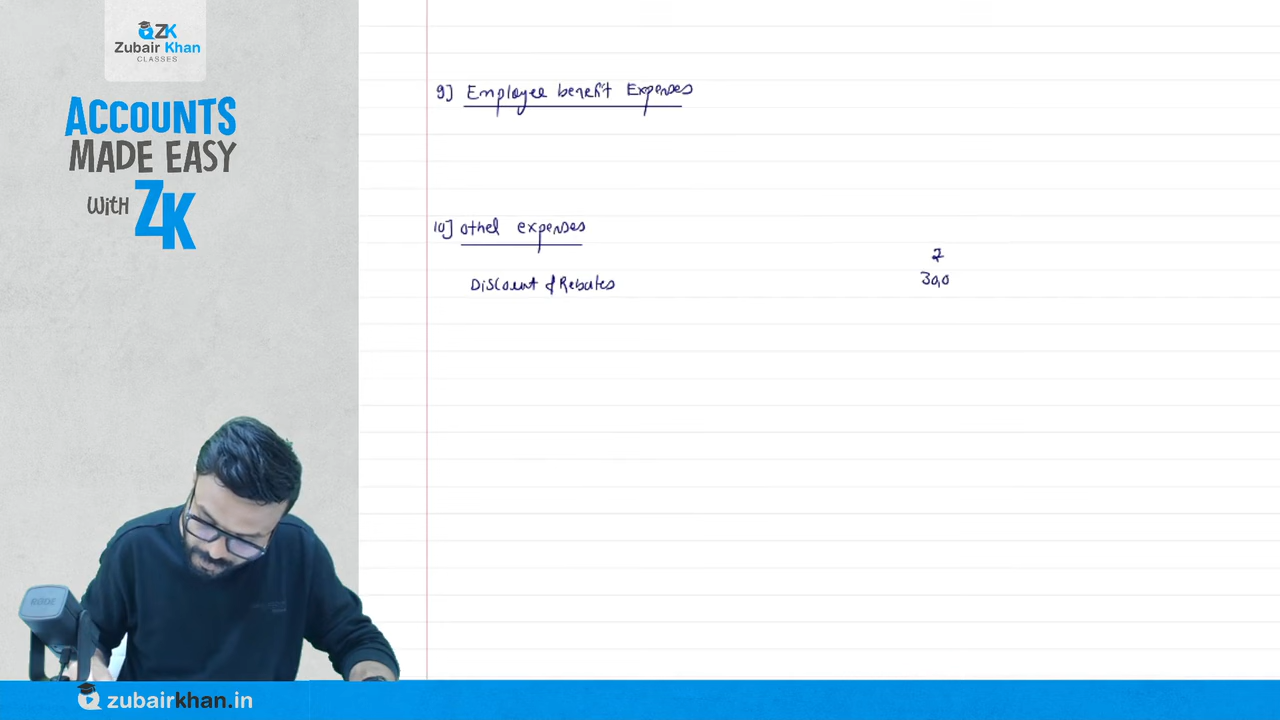 ZK
Zubair Khan
CLASSES
ACCOUNTS
MADE EASY
WITH ZK
9] Employee benefit Expenses
10] other expenses
₹
Discount & Rebates 30,0
RODE
zubairkhan.in